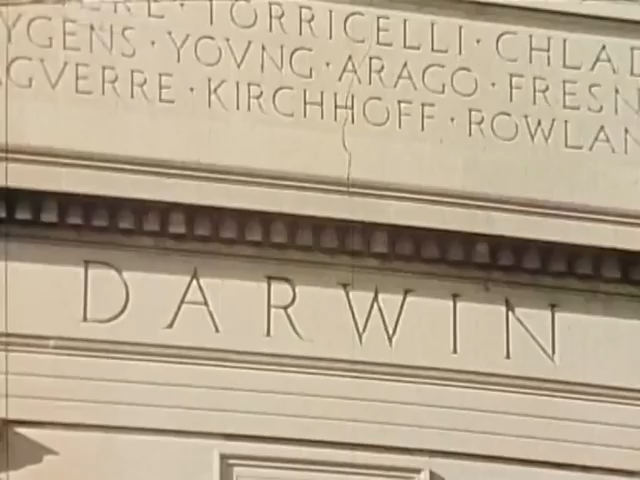 TORRICELLI · CHLAD
YGENS · YOVNG · ARAGO · FRESN
GVERRE · KIRCHHOFF · ROWLAN
DARWIN